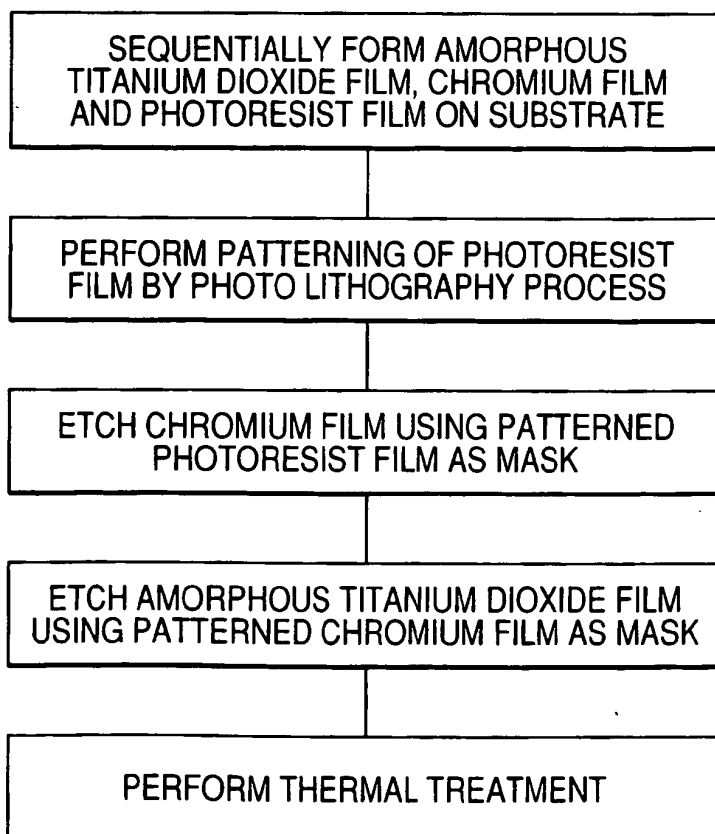 SEQUENTIALLY FORM AMORPHOUS
TITANIUM DIOXIDE FILM, CHROMIUM FILM
AND PHOTORESIST FILM ON SUBSTRATE
PERFORM PATTERNING OF PHOTORESIST
FILM BY PHOTO LITHOGRAPHY PROCESS
ETCH CHROMIUM FILM USING PATTERNED
PHOTORESIST FILM AS MASK
ETCH AMORPHOUS TITANIUM DIOXIDE FILM
USING PATTERNED CHROMIUM FILM AS MASK
PERFORM THERMAL TREATMENT